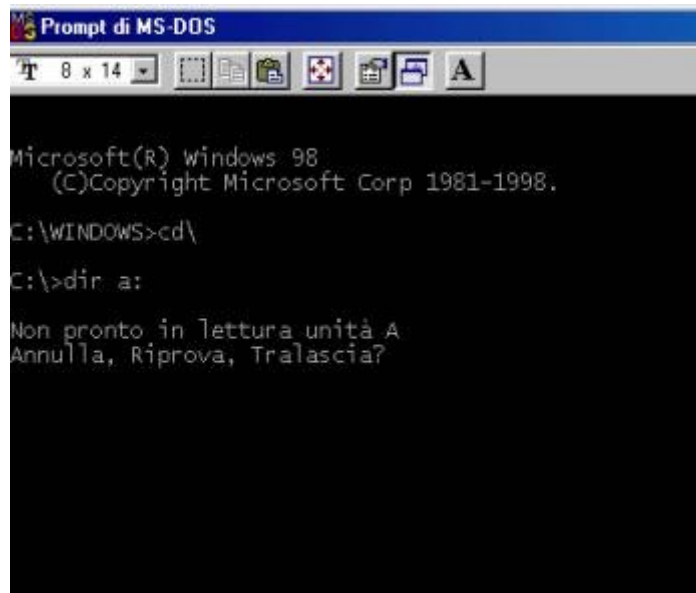 Prompt di MS-DOS
8 x 14
A
Microsoft(R) Windows 98
(C)Copyright Microsoft Corp 1981-1998.
C:\WINDOWS>cd\
C:\>dir a:
Non pronto in lettura unità A
Annulla, Riprova, Tralascia?